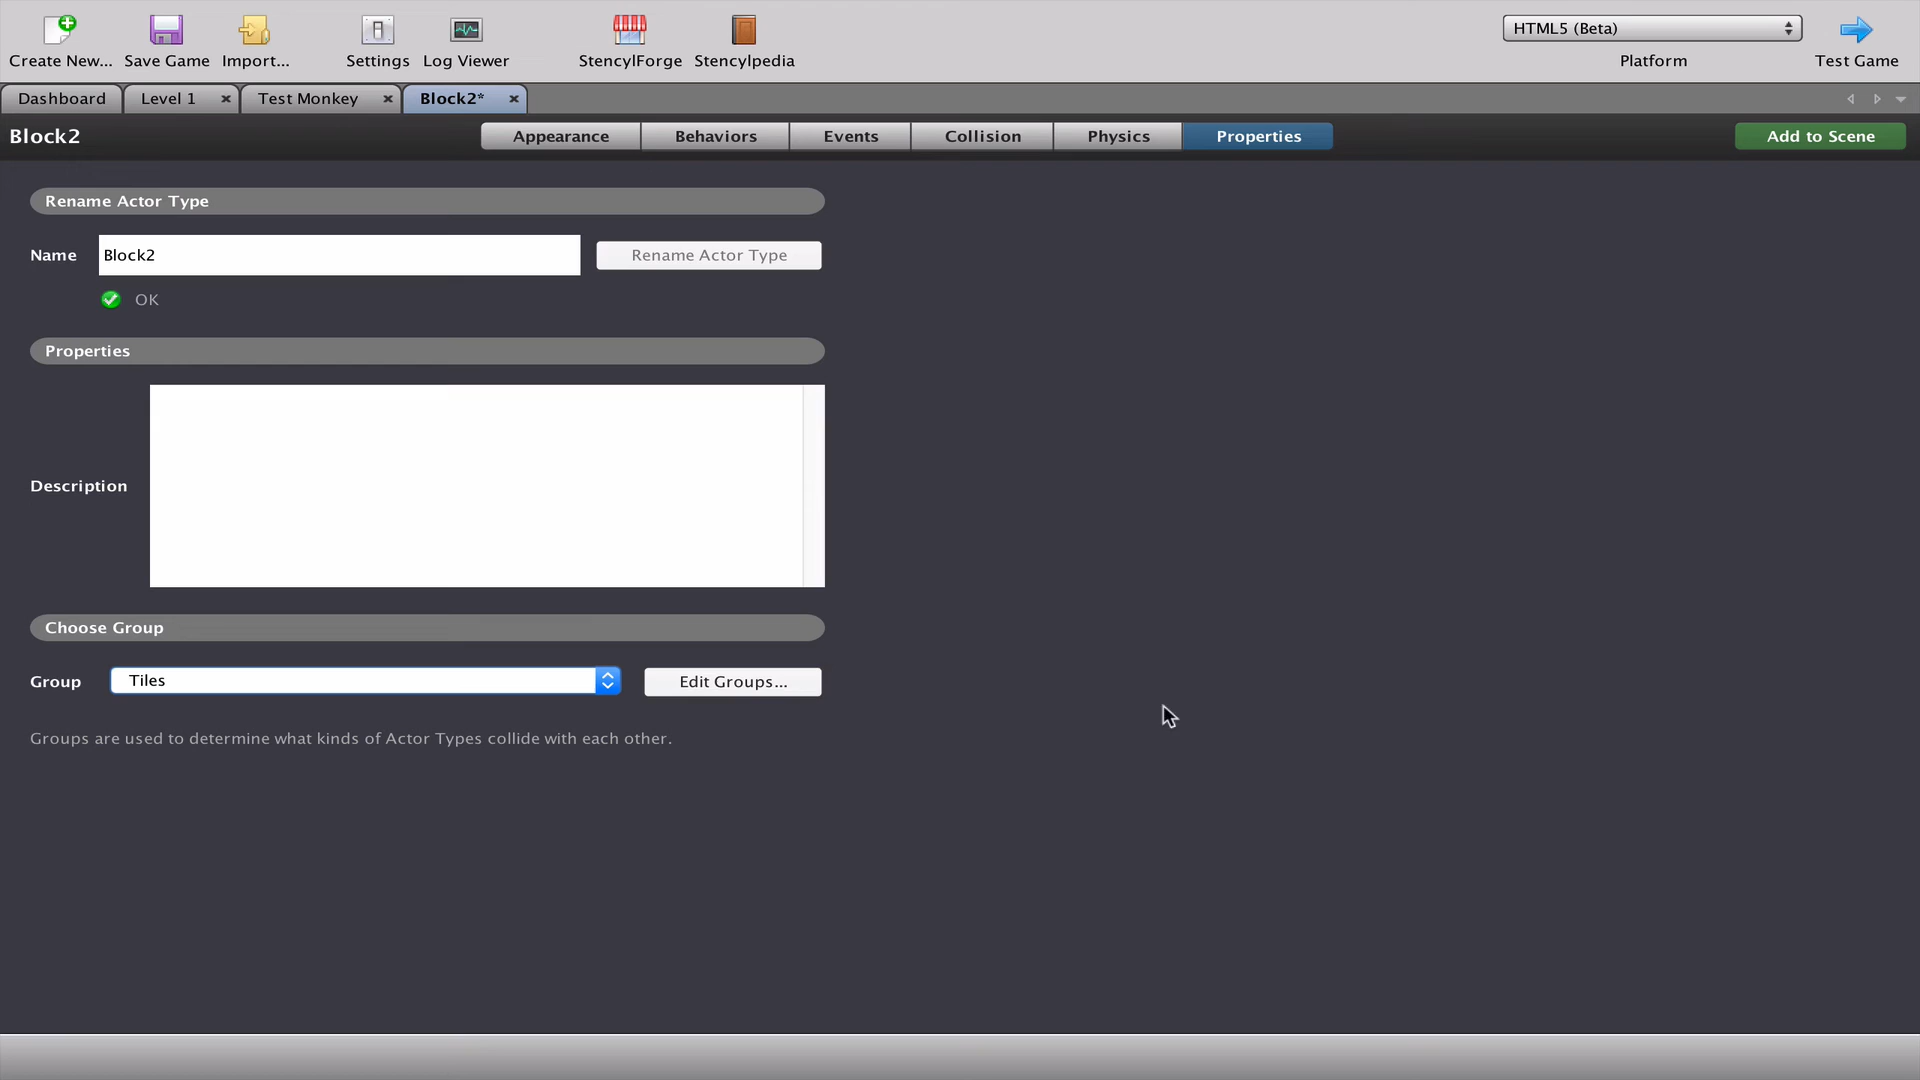 Create New... Save Game Import... Settings Log Viewer StencylForge Stencylpedia HTML5 (Beta) Platform Test Game
Dashboard Level 1 Test Monkey Block2*
Block2 Appearance Behaviors Events Collision Physics Properties Add to Scene
Rename Actor Type
Name Block2 Rename Actor Type
OK
Properties
Description
Choose Group
Group Tiles Edit Groups...
Groups are used to determine what kinds of Actor Types collide with each other.